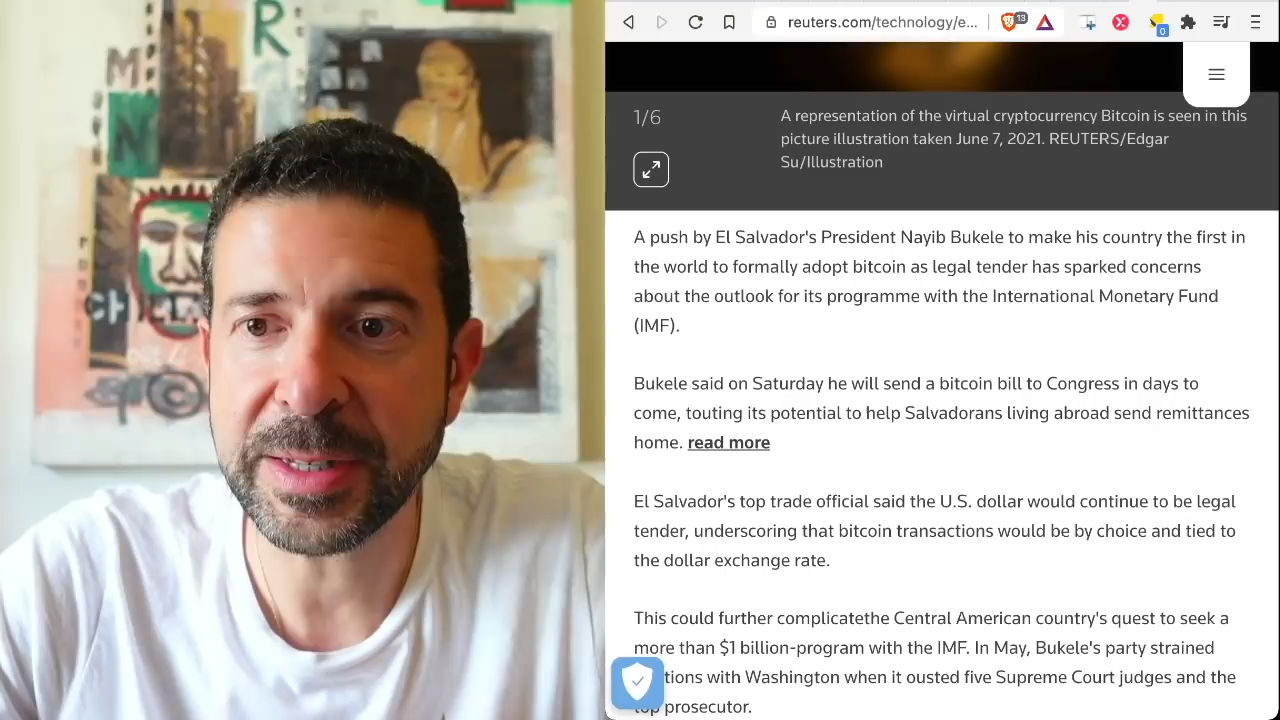 R
M
N
reuters.com/technology/e...
13
0
1/6
A representation of the virtual cryptocurrency Bitcoin is seen in this
picture illustration taken June 7, 2021. REUTERS/Edgar
Su/Illustration
A push by El Salvador's President Nayib Bukele to make his country the first in
the world to formally adopt bitcoin as legal tender has sparked concerns
about the outlook for its programme with the International Monetary Fund
(IMF).
Bukele said on Saturday he will send a bitcoin bill to Congress in days to
come, touting its potential to help Salvadorans living abroad send remittances
home. read more
El Salvador's top trade official said the U.S. dollar would continue to be legal
tender, underscoring that bitcoin transactions would be by choice and tied to
the dollar exchange rate.
This could further complicatethe Central American country's quest to seek a
more than $1 billion-program with the IMF. In May, Bukele's party strained
tions with Washington when it ousted five Supreme Court judges and the
top prosecutor.